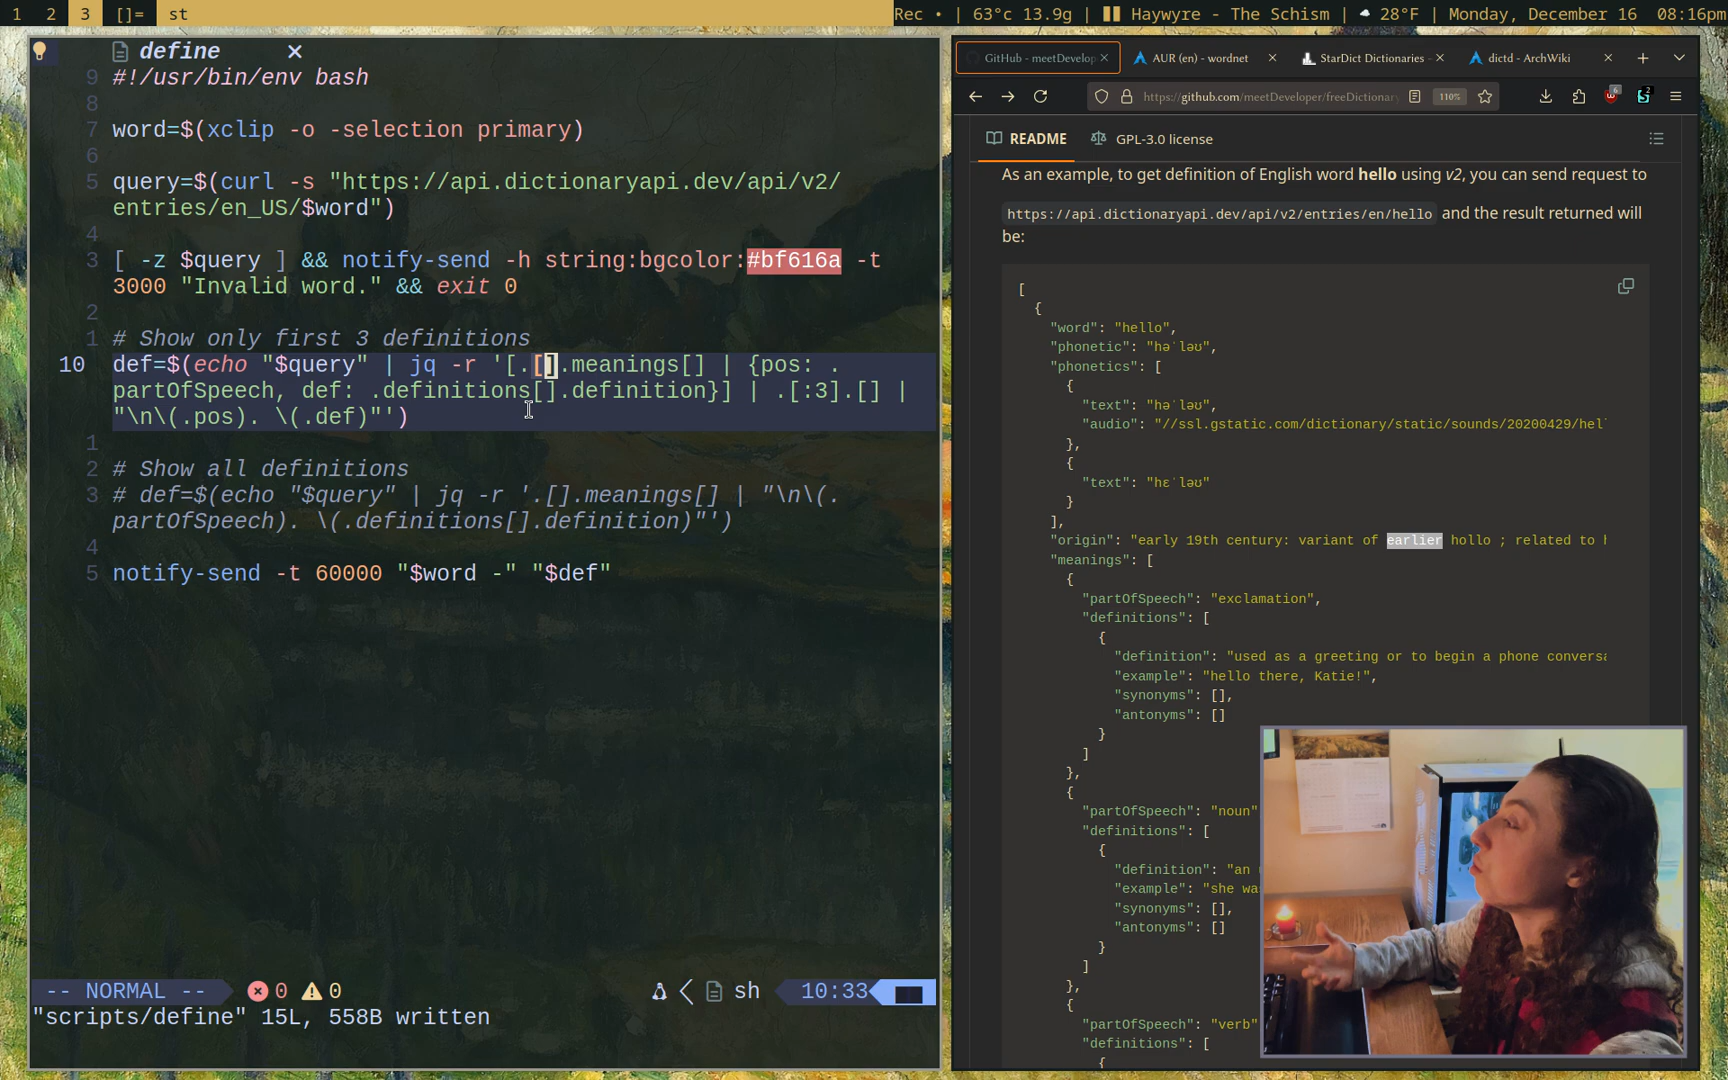 1 2 3 []= st
Rec • | 63°c 13.9g | Haywyre - The Schism | 28°F | Monday, December 16 08:16pm
define ✕
9 #!/usr/bin/env bash
8
7 word=$(xclip -o -selection primary)
6
5 query=$(curl -s "https://api.dictionaryapi.dev/api/v2/
entries/en_US/$word")
4
3 [ -z $query ] && notify-send -h string:bgcolor:#bf616a -t
3000 "Invalid word." && exit 0
2
1 # Show only first 3 definitions
10 def=$(echo "$query" | jq -r '[.[].meanings[] | {pos: .
partOfSpeech, def: .definitions[].definition}] | .[:3].[] |
"\n\(.pos). \(.def)"')
1
2 # Show all definitions
3 # def=$(echo "$query" | jq -r '.[].meanings[] | "\n\(.
partOfSpeech). \(.definitions[].definition)"')
4
5 notify-send -t 60000 "$word -" "$def"
-- NORMAL -- 0 0 sh 10:33
"scripts/define" 15L, 558B written
GitHub - meetDevelop
AUR (en) - wordnet
StarDict Dictionaries -
dictd - ArchWiki
https://github.com/meetDeveloper/freeDictionar
110%
6
2
README
GPL-3.0 license
As an example, to get definition of English word hello using v2, you can send request to
https://api.dictionaryapi.dev/api/v2/entries/en/hello and the result returned will
be:
[
{
"word": "hello",
"phonetic": "həˈləʊ",
"phonetics": [
{
"text": "həˈləʊ",
"audio": "//ssl.gstatic.com/dictionary/static/sounds/20200429/hel
},
{
"text": "hɛˈləʊ"
}
],
"origin": "early 19th century: variant of earlier hollo ; related to
"meanings": [
{
"partOfSpeech": "exclamation",
"definitions": [
{
"definition": "used as a greeting or to begin a phone conversa
"example": "hello there, Katie!",
"synonyms": [],
"antonyms": []
}
]
},
{
"partOfSpeech": "noun"
"definitions": [
{
"definition": "an
"example": "she wa
"synonyms": [],
"antonyms": []
}
]
},
{
"partOfSpeech": "verb"
"definitions": [
{